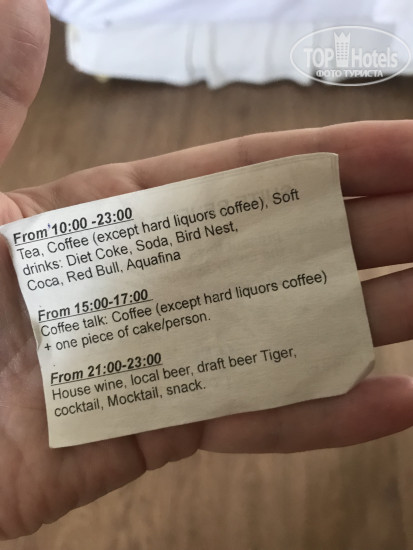 TOP Hotels
ФОТО ТУРИСТА
From 10:00 -23:00
Tea, Coffee (except hard liquors coffee), Soft
drinks: Diet Coke, Soda, Bird Nest,
Coca, Red Bull, Aquafina
From 15:00-17:00
Coffee talk: Coffee (except hard liquors coffee)
+ one piece of cake/person.
From 21:00-23:00
House wine, local beer, draft beer Tiger,
cocktail, Mocktail, snack.